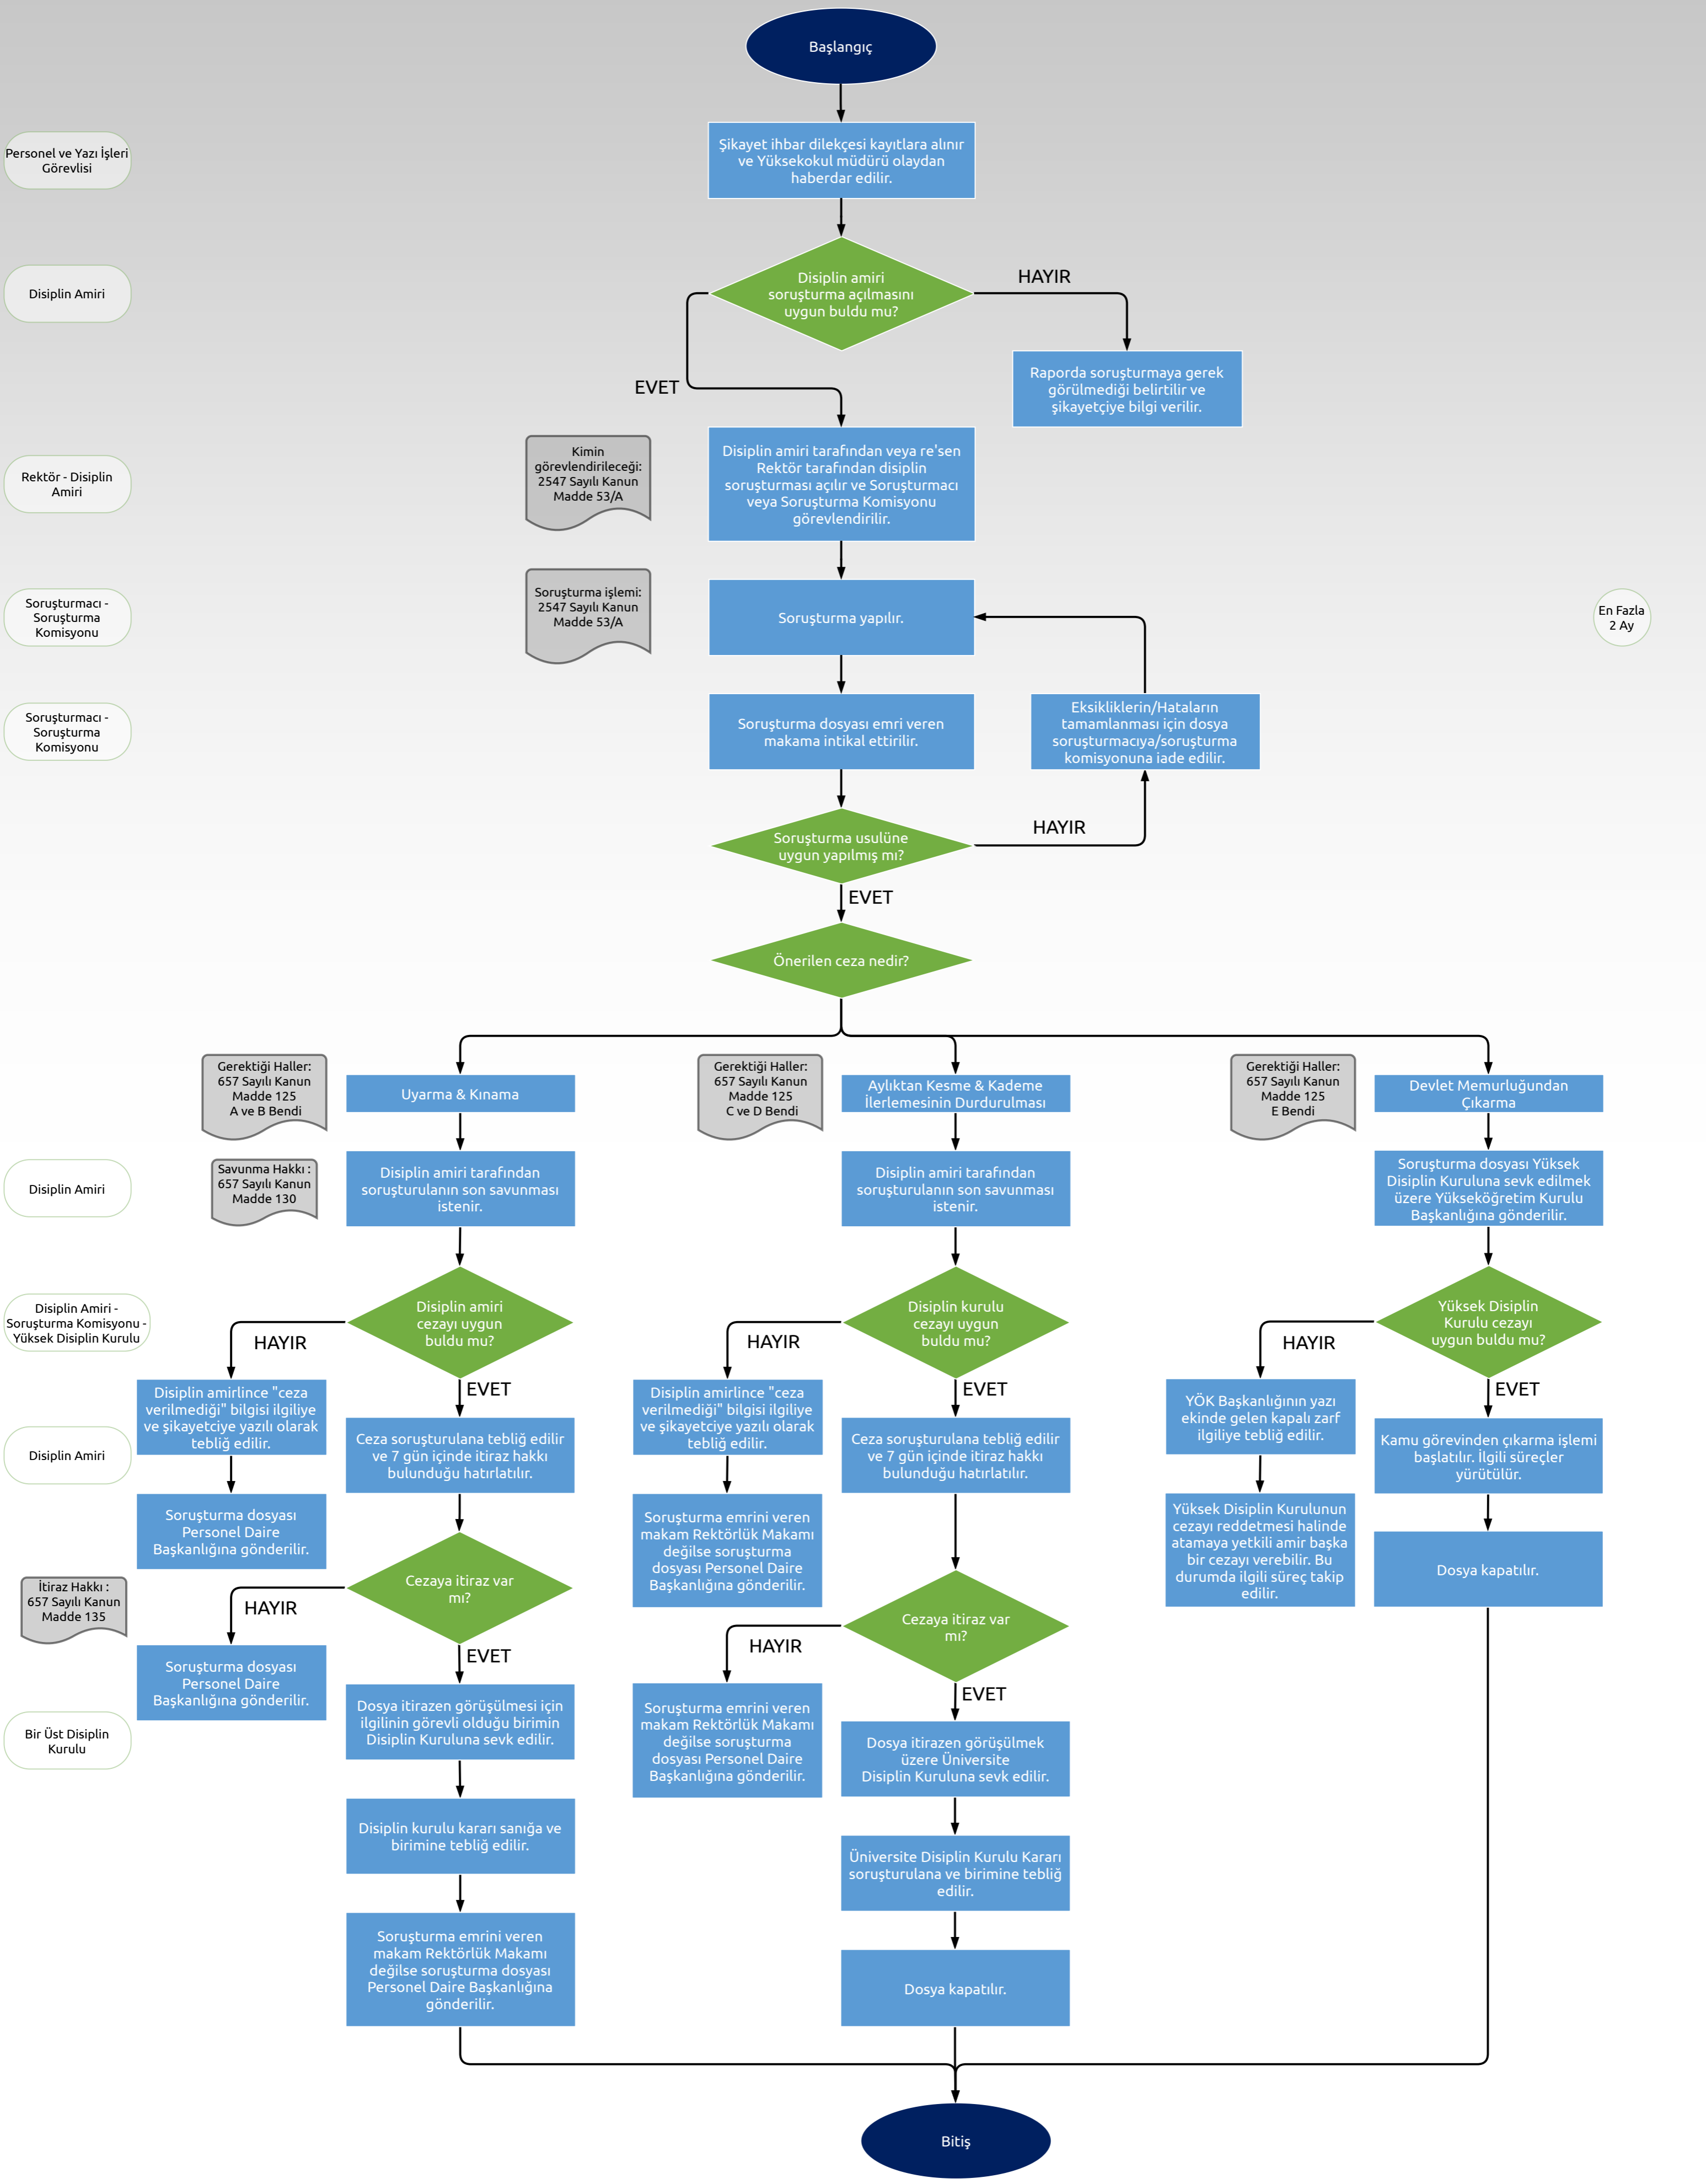 Başlangıç
Personel ve Yazı İşleri
Görevlisi
Şikayet ihbar dilekçesi kayıtlara alınır
ve Yüksekokul müdürü olaydan
haberdar edilir.
Disiplin Amiri
Disiplin amiri
soruşturma açılmasını
uygun buldu mu?
HAYIR
Raporda soruşturmaya gerek
görülmediği belirtilir ve
şikayetçiye bilgi verilir.
EVET
Rektör - Disiplin
Amiri
Kimin
görevlendirileceği:
2547 Sayılı Kanun
Madde 53/A
Disiplin amiri tarafından veya re'sen
Rektör tarafından disiplin
soruşturması açılır ve Soruşturmacı
veya Soruşturma Komisyonu
görevlendirilir.
Soruşturmacı -
Soruşturma
Komisyonu
Soruşturma işlemi:
2547 Sayılı Kanun
Madde 53/A
Soruşturma yapılır.
En Fazla
2 Ay
Soruşturmacı -
Soruşturma
Komisyonu
Soruşturma dosyası emri veren
makama intikal ettirilir.
Eksikliklerin/Hataların
tamamlanması için dosya
soruşturmacıya/soruşturma
komisyonuna iade edilir.
Soruşturma usulüne
uygun yapılmış mı?
HAYIR
EVET
Önerilen ceza nedir?
Gerektiği Haller:
657 Sayılı Kanun
Madde 125
A ve B Bendi
Uyarma & Kınama
Gerektiği Haller:
657 Sayılı Kanun
Madde 125
C ve D Bendi
Aylıktan Kesme & Kademe
İlerlemesinin Durdurulması
Gerektiği Haller:
657 Sayılı Kanun
Madde 125
E Bendi
Devlet Memurluğundan
Çıkarma
Disiplin Amiri
Savunma Hakkı :
657 Sayılı Kanun
Madde 130
Disiplin amiri tarafından
soruşturulanın son savunması
istenir.
Disiplin amiri tarafından
soruşturulanın son savunması
istenir.
Soruşturma dosyası Yüksek
Disiplin Kuruluna sevk edilmek
üzere Yükseköğretim Kurulu
Başkanlığına gönderilir.
Disiplin Amiri -
Soruşturma Komisyonu -
Yüksek Disiplin Kurulu
Disiplin amiri
cezayı uygun
buldu mu?
HAYIR
EVET
Disiplin kurulu
cezayı uygun
buldu mu?
HAYIR
EVET
Yüksek Disiplin
Kurulu cezayı
uygun buldu mu?
HAYIR
EVET
Disiplin Amiri
Disiplin amirlince "ceza
verilmediği" bilgisi ilgiliye
ve şikayetciye yazılı olarak
tebliğ edilir.
Ceza soruşturulana tebliğ edilir
ve 7 gün içinde itiraz hakkı
bulunduğu hatırlatılır.
Disiplin amirlince "ceza
verilmediği" bilgisi ilgiliye
ve şikayetciye yazılı olarak
tebliğ edilir.
Ceza soruşturulana tebliğ edilir
ve 7 gün içinde itiraz hakkı
bulunduğu hatırlatılır.
YÖK Başkanlığının yazı
ekinde gelen kapalı zarf
ilgiliye tebliğ edilir.
Kamu görevinden çıkarma işlemi
başlatılır. İlgili süreçler
yürütülür.
Soruşturma dosyası
Personel Daire
Başkanlığına gönderilir.
Soruşturma emrini veren
makam Rektörlük Makamı
değilse soruşturma
dosyası Personel Daire
Başkanlığına gönderilir.
Yüksek Disiplin Kurulunun
cezayı reddetmesi halinde
atamaya yetkili amir başka
bir cezayı verebilir. Bu
durumda ilgili süreç takip
edilir.
Dosya kapatılır.
İtiraz Hakkı :
657 Sayılı Kanun
Madde 135
Cezaya itiraz var
mı?
HAYIR
EVET
Cezaya itiraz var
mı?
HAYIR
EVET
Soruşturma dosyası
Personel Daire
Başkanlığına gönderilir.
Bir Üst Disiplin
Kurulu
Dosya itirazen görüşülmesi için
ilgilinin görevli olduğu birimin
Disiplin Kuruluna sevk edilir.
Soruşturma emrini veren
makam Rektörlük Makamı
değilse soruşturma
dosyası Personel Daire
Başkanlığına gönderilir.
Dosya itirazen görüşülmek
üzere Üniversite
Disiplin Kuruluna sevk edilir.
Disiplin kurulu kararı sanığa ve
birimine tebliğ edilir.
Üniversite Disiplin Kurulu Kararı
soruşturulana ve birimine tebliğ
edilir.
Soruşturma emrini veren
makam Rektörlük Makamı
değilse soruşturma dosyası
Personel Daire Başkanlığına
gönderilir.
Dosya kapatılır.
Bitiş